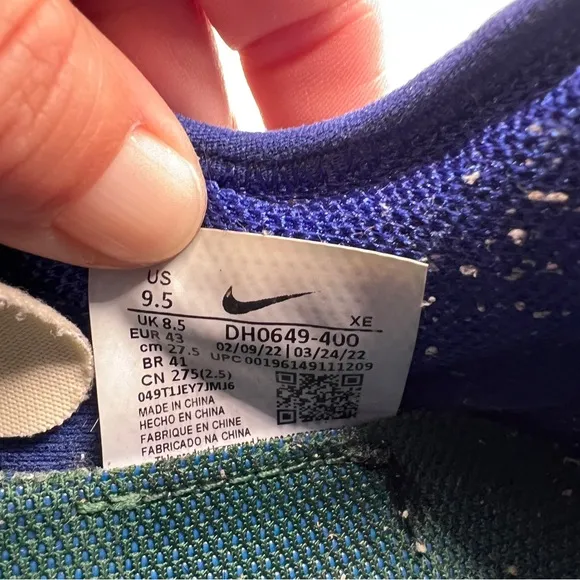 US
9.5
XE
UK 8.5 DH0649-400
EUR 43 02/09/22 | 03/24/22
cm 27.5 UPC 00196149111209
BR 41
CN 275(2.5)
049T1JEY7JMJ6
MADE IN CHINA
HECHO EN CHINA
FABRIQUE EN CHINE
FABRICADO NA CHINA